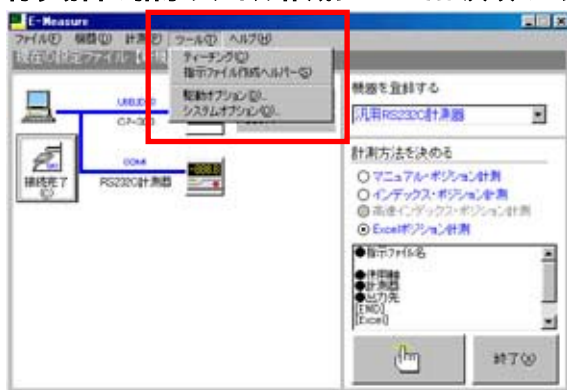 E-Measure
ファイル(F) 機器(D) 計測(E) ツール(T) ヘルプ(H)
現在の設定ファイル
ティーチング(C)
指示ファイル作成ヘルパー(G)
駆動オプション(D)...
システムオプション(O)...
接続完了
COM
RS232C計測器
機器を登録する
汎用RS232C計測器
計測方法を決める
マニュアル・ポジション計測
インデックス・ポジション計測
高速インデックス・ポジション計測
Excelポジション計測
●指示ファイル名
●使用軸
●計測器
●出力先
[END]
[Excel]
終了(X)